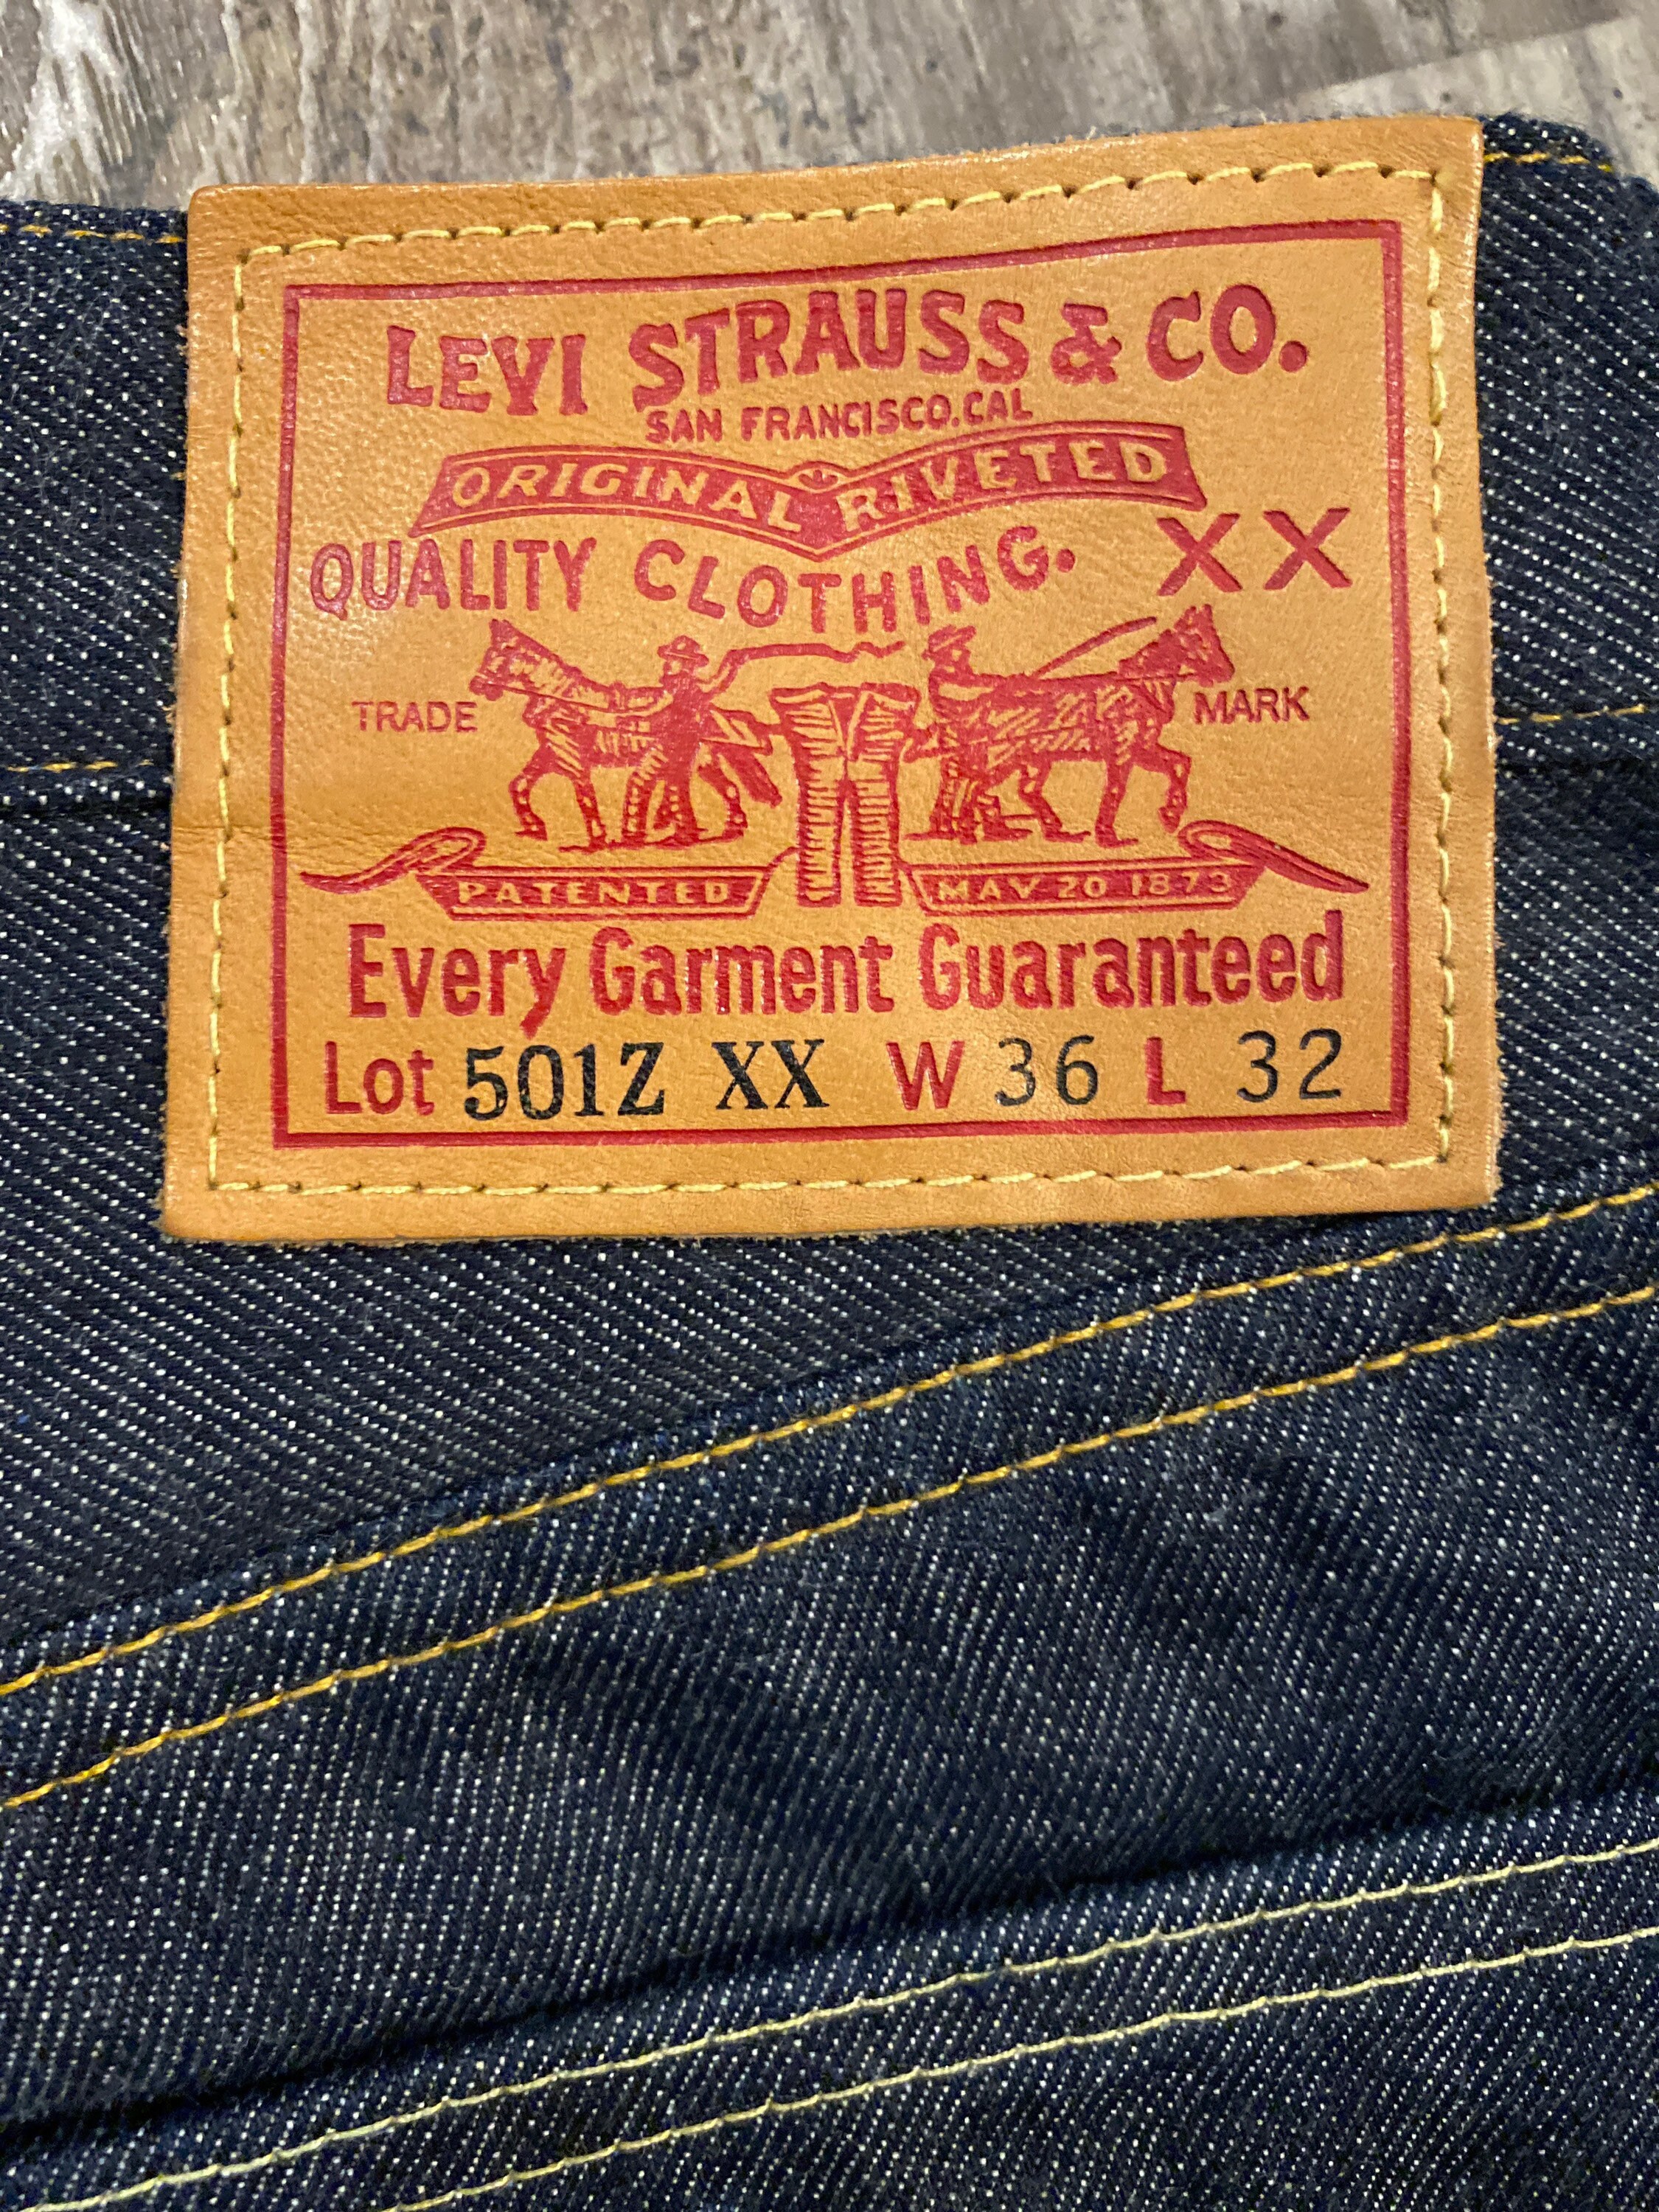 LEVI STRAUSS & CO.
SAN FRANCISCO.CAL
ORIGINAL RIVETED
QUALITY CLOTHING. XX
TRADE MARK
PATENTED MAY 20 1873
Every Garment Guaranteed
Lot 501Z XX W 36 L 32